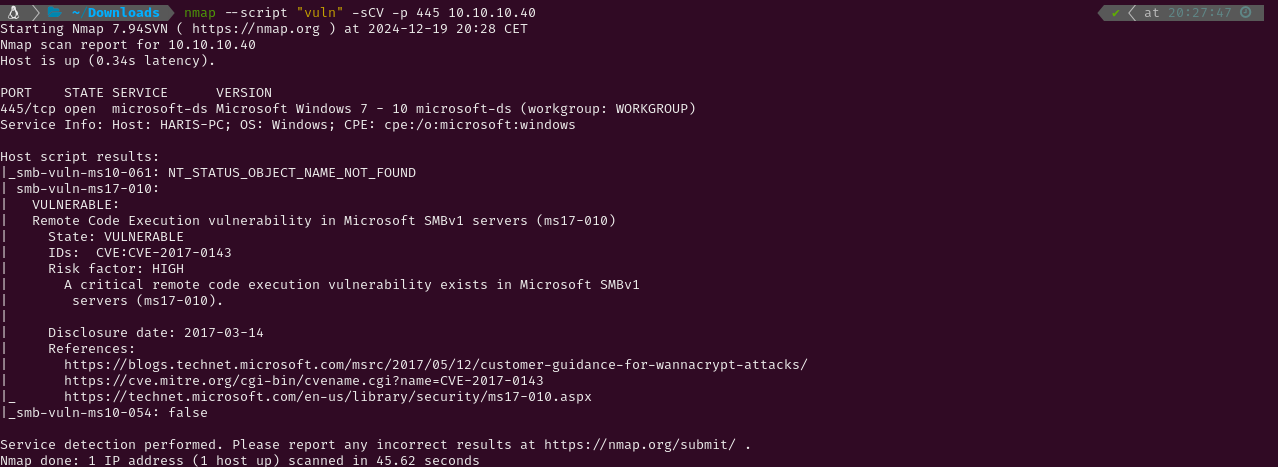 ~ Downloads nmap --script "vuln" -sCV -p 445 10.10.10.40 ✔ at 20:27:47
Starting Nmap 7.94SVN ( https://nmap.org ) at 2024-12-19 20:28 CET
Nmap scan report for 10.10.10.40
Host is up (0.34s latency).
PORT    STATE SERVICE      VERSION
445/tcp open  microsoft-ds Microsoft Windows 7 - 10 microsoft-ds (workgroup: WORKGROUP)
Service Info: Host: HARIS-PC; OS: Windows; CPE: cpe:/o:microsoft:windows
Host script results:
|_smb-vuln-ms10-061: NT_STATUS_OBJECT_NAME_NOT_FOUND
| smb-vuln-ms17-010:
|   VULNERABLE:
|   Remote Code Execution vulnerability in Microsoft SMBv1 servers (ms17-010)
|     State: VULNERABLE
|     IDs:  CVE:CVE-2017-0143
|     Risk factor: HIGH
|       A critical remote code execution vulnerability exists in Microsoft SMBv1
|        servers (ms17-010).
|
|     Disclosure date: 2017-03-14
|     References:
|       https://blogs.technet.microsoft.com/msrc/2017/05/12/customer-guidance-for-wannacrypt-attacks/
|       https://cve.mitre.org/cgi-bin/cvename.cgi?name=CVE-2017-0143
|_      https://technet.microsoft.com/en-us/library/security/ms17-010.aspx
|_smb-vuln-ms10-054: false
Service detection performed. Please report any incorrect results at https://nmap.org/submit/ .
Nmap done: 1 IP address (1 host up) scanned in 45.62 seconds